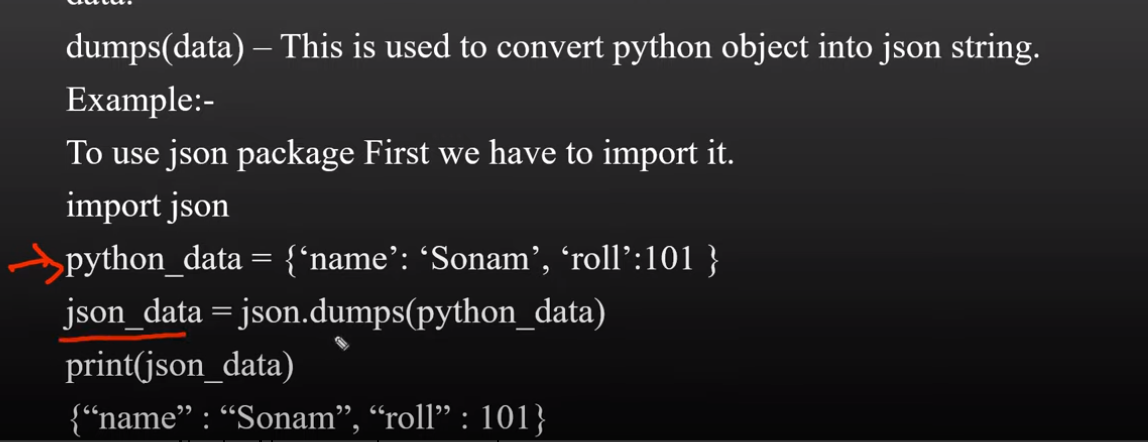 data.
dumps(data) – This is used to convert python object into json string.
Example:-
To use json package First we have to import it.
import json
python_data = {‘name’: ‘Sonam’, ‘roll’:101 }
json_data = json.dumps(python_data)
print(json_data)
{“name” : “Sonam”, “roll” : 101}